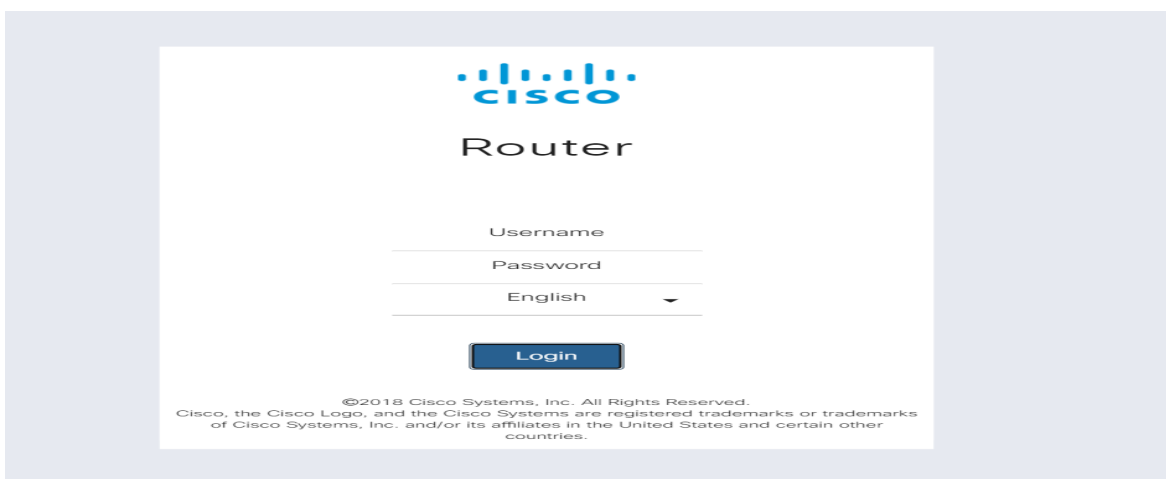 CISCO
Router
Username
Password
English
Login
©2018 Cisco Systems, Inc. All Rights Reserved.
Cisco, the Cisco Logo, and the Cisco Systems are registered trademarks or trademarks
of Cisco Systems, Inc. and/or its affiliates in the United States and certain other
countries.